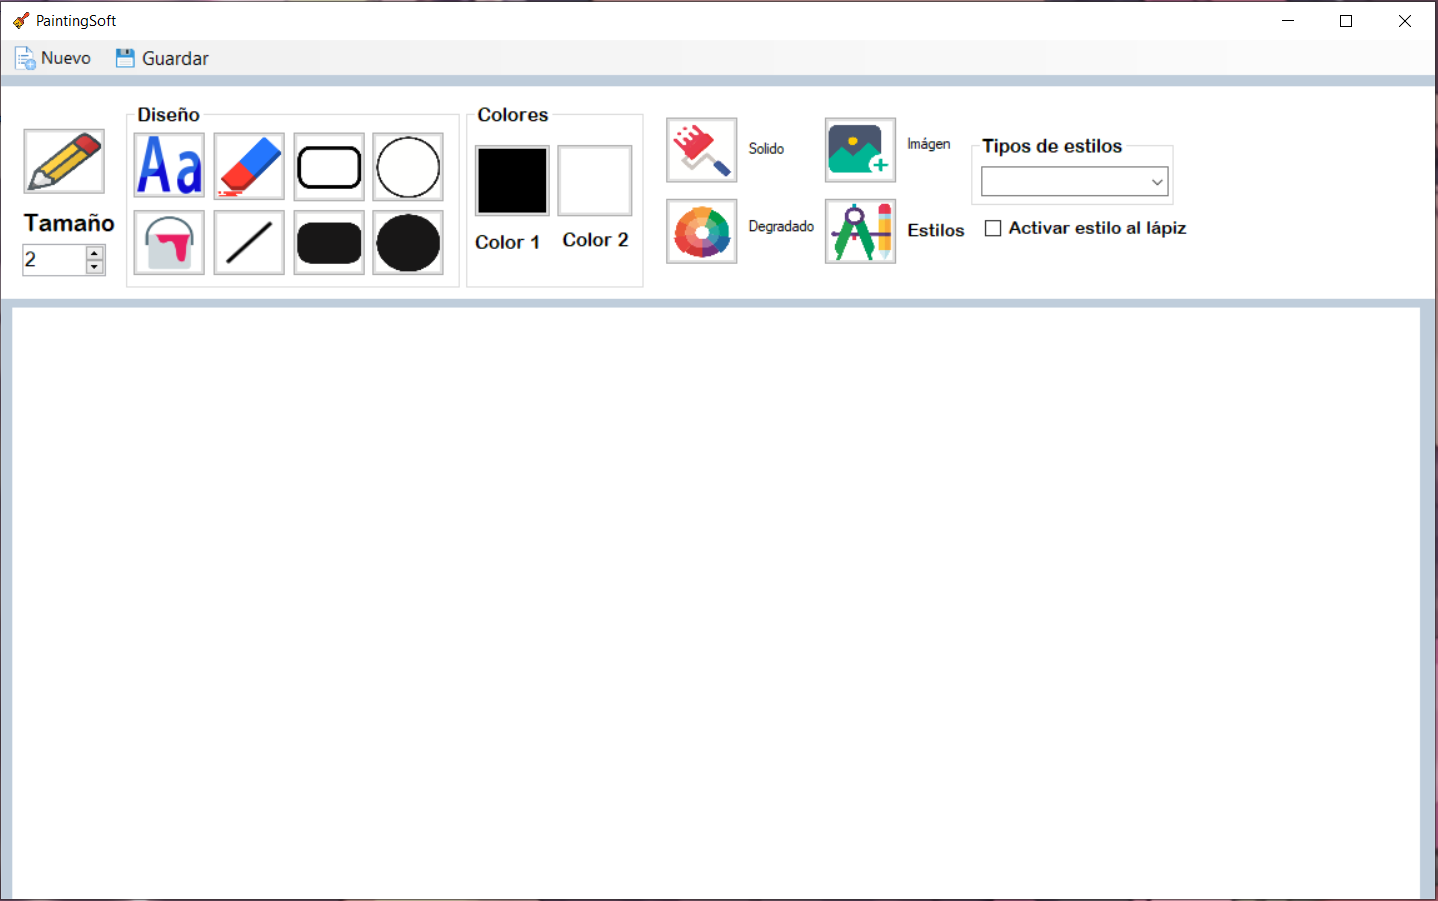 PaintingSoft
Nuevo Guardar
Diseño
Aa
Tamaño
2
Colores
Color 1 Color 2
Solido
Degradado
Imágen
Estilos
Tipos de estilos
Activar estilo al lápiz